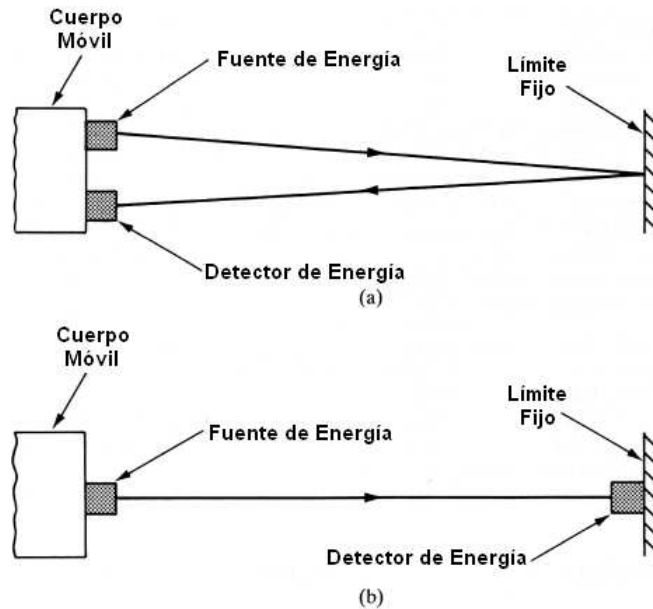 Cuerpo
Móvil
Fuente de Energía
Límite
Fijo
Detector de Energía
(a)
Cuerpo
Móvil
Fuente de Energía
Límite
Fijo
Detector de Energía
(b)